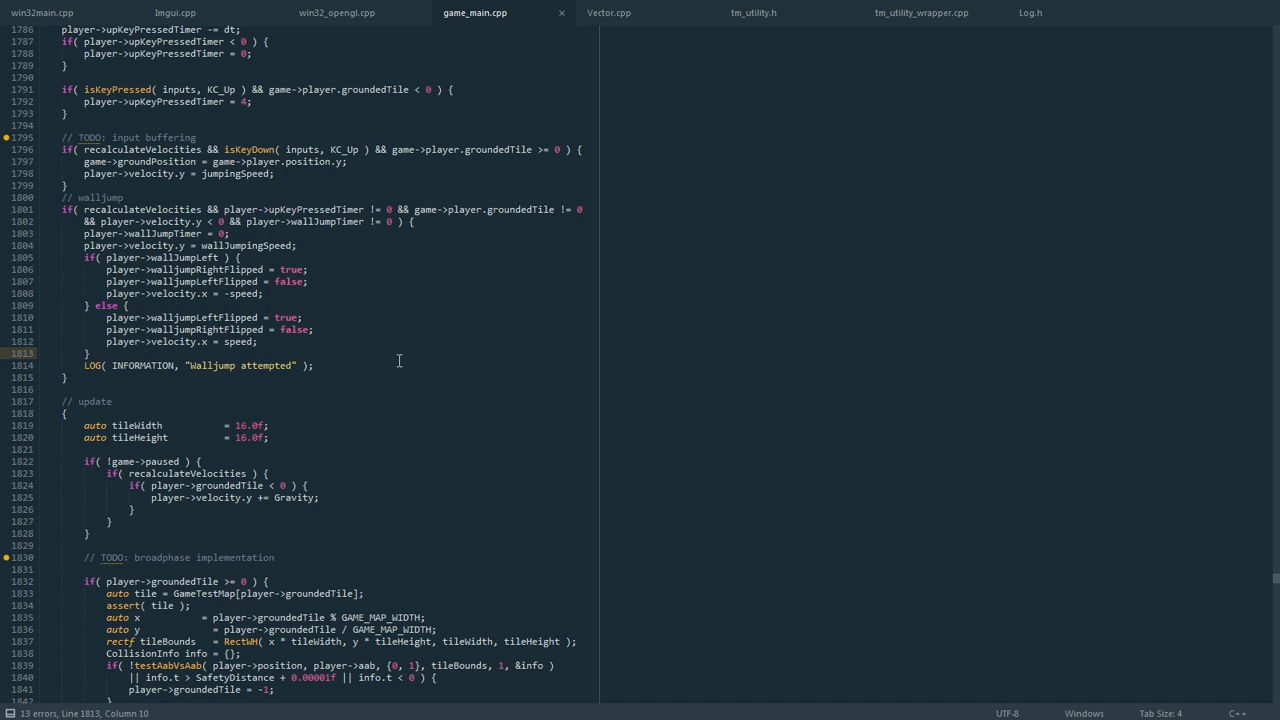 win32main.cpp Imgui.cpp win32_opengl.cpp game_main.cpp × Vector.cpp tm_utility.h tm_utility_wrapper.cpp Log.h
1786 player->upKeyPressedTimer -= dt;
1787 if( player->upKeyPressedTimer < 0 ) {
1788 player->upKeyPressedTimer = 0;
1789 }
1790
1791 if( isKeyPressed( inputs, KC_Up ) && game->player.groundedTile < 0 ) {
1792 player->upKeyPressedTimer = 4;
1793 }
1794
1795 // TODO: input buffering
1796 if( recalculateVelocities && isKeyDown( inputs, KC_Up ) && game->player.groundedTile >= 0 ) {
1797 game->groundPosition = game->player.position.y;
1798 player->velocity.y = jumpingSpeed;
1799 }
1800 // walljump
1801 if( recalculateVelocities && player->upKeyPressedTimer != 0 && game->player.groundedTile != 0
1802 && player->velocity.y < 0 && player->wallJumpTimer != 0 ) {
1803 player->wallJumpTimer = 0;
1804 player->velocity.y = wallJumpingSpeed;
1805 if( player->wallJumpLeft ) {
1806 player->walljumpRightFlipped = true;
1807 player->walljumpLeftFlipped = false;
1808 player->velocity.x = -speed;
1809 } else {
1810 player->walljumpLeftFlipped = true;
1811 player->walljumpRightFlipped = false;
1812 player->velocity.x = speed;
1813 }
1814 LOG( INFORMATION, "Walljump attempted" );
1815 }
1816
1817 // update
1818 {
1819 auto tileWidth = 16.0f;
1820 auto tileHeight = 16.0f;
1821
1822 if( !game->paused ) {
1823 if( recalculateVelocities ) {
1824 if( player->groundedTile < 0 ) {
1825 player->velocity.y += Gravity;
1826 }
1827 }
1828 }
1829
1830 // TODO: broadphase implementation
1831
1832 if( player->groundedTile >= 0 ) {
1833 auto tile = GameTestMap[player->groundedTile];
1834 assert( tile );
1835 auto x = player->groundedTile % GAME_MAP_WIDTH;
1836 auto y = player->groundedTile / GAME_MAP_WIDTH;
1837 rectf tileBounds = RectWH( x * tileWidth, y * tileHeight, tileWidth, tileHeight );
1838 CollisionInfo info = {};
1839 if( !testAabVsAab( player->position, player->aab, {0, 1}, tileBounds, 1, &info )
1840 || info.t > SafetyDistance + 0.00001f || info.t < 0 ) {
1841 player->groundedTile = -1;
1842 }
13 errors, Line 1813, Column 10 UTF-8 Windows Tab Size: 4 C++